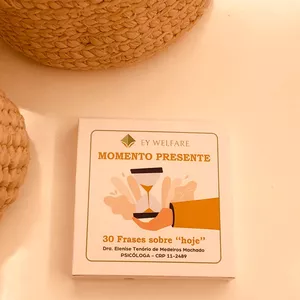 EY WELFARE
MOMENTO PRESENTE
30 Frases sobre "hoje"
Dra. Elenise Tenório de Medeiros Machado
PSICÓLOGA - CRP 11-2489